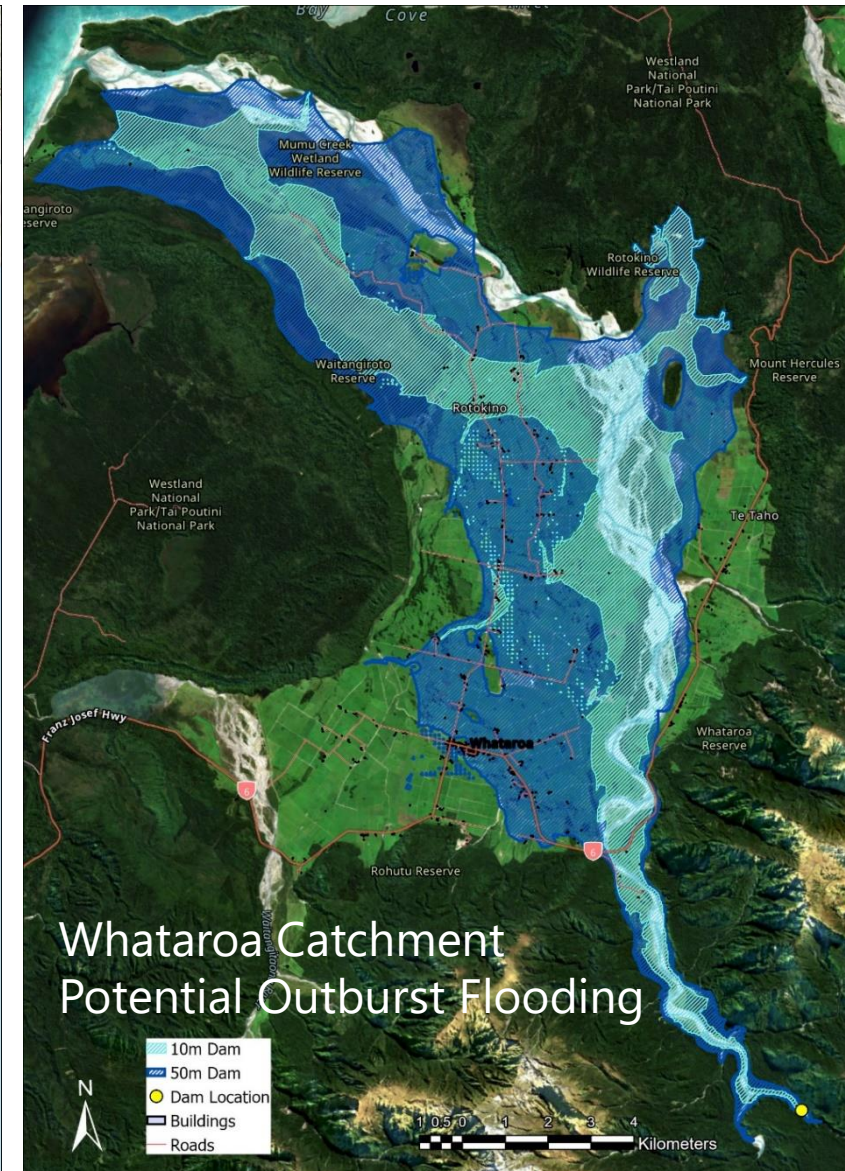 Bay
Cove
Westland
National
Park/Tai Poutini
National Park
Mumu Creek
Wetland
Wildlife Reserve
angiroto
eserve
Rotokino
Wildlife Reserve
Waitangiroto
Reserve
Mount Hercules
Reserve
Rotokino
Westland
National
Park/Tai Poutini
National Park
Te Taho
Franz Josef Hwy
Whataroa
Whataroa
Reserve
6
6
Rohutu Reserve
Whataroa Catchment
Potential Outburst Flooding
10m Dam
50m Dam
Dam Location
Buildings
Roads
N
1 0.5 0 1 2 3 4
Kilometers